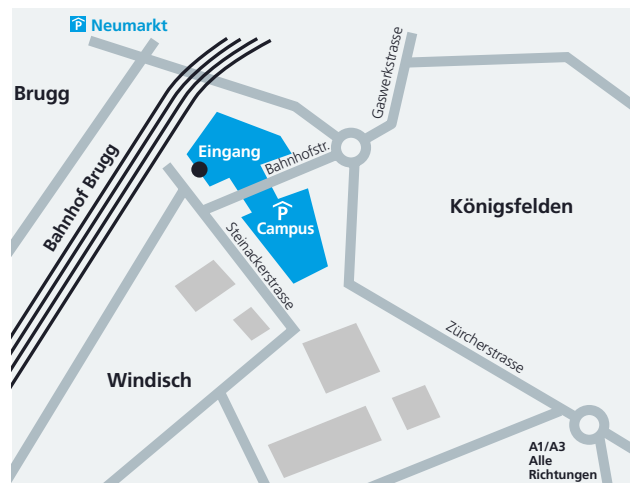 P Neumarkt
Brugg
Gaswerkstrasse
Eingang
Bahnhofstr.
Bahnhof Brugg
Königsfelden
P
Campus
Steinackerstrasse
Zürcherstrasse
Windisch
A1/A3
Alle
Richtungen